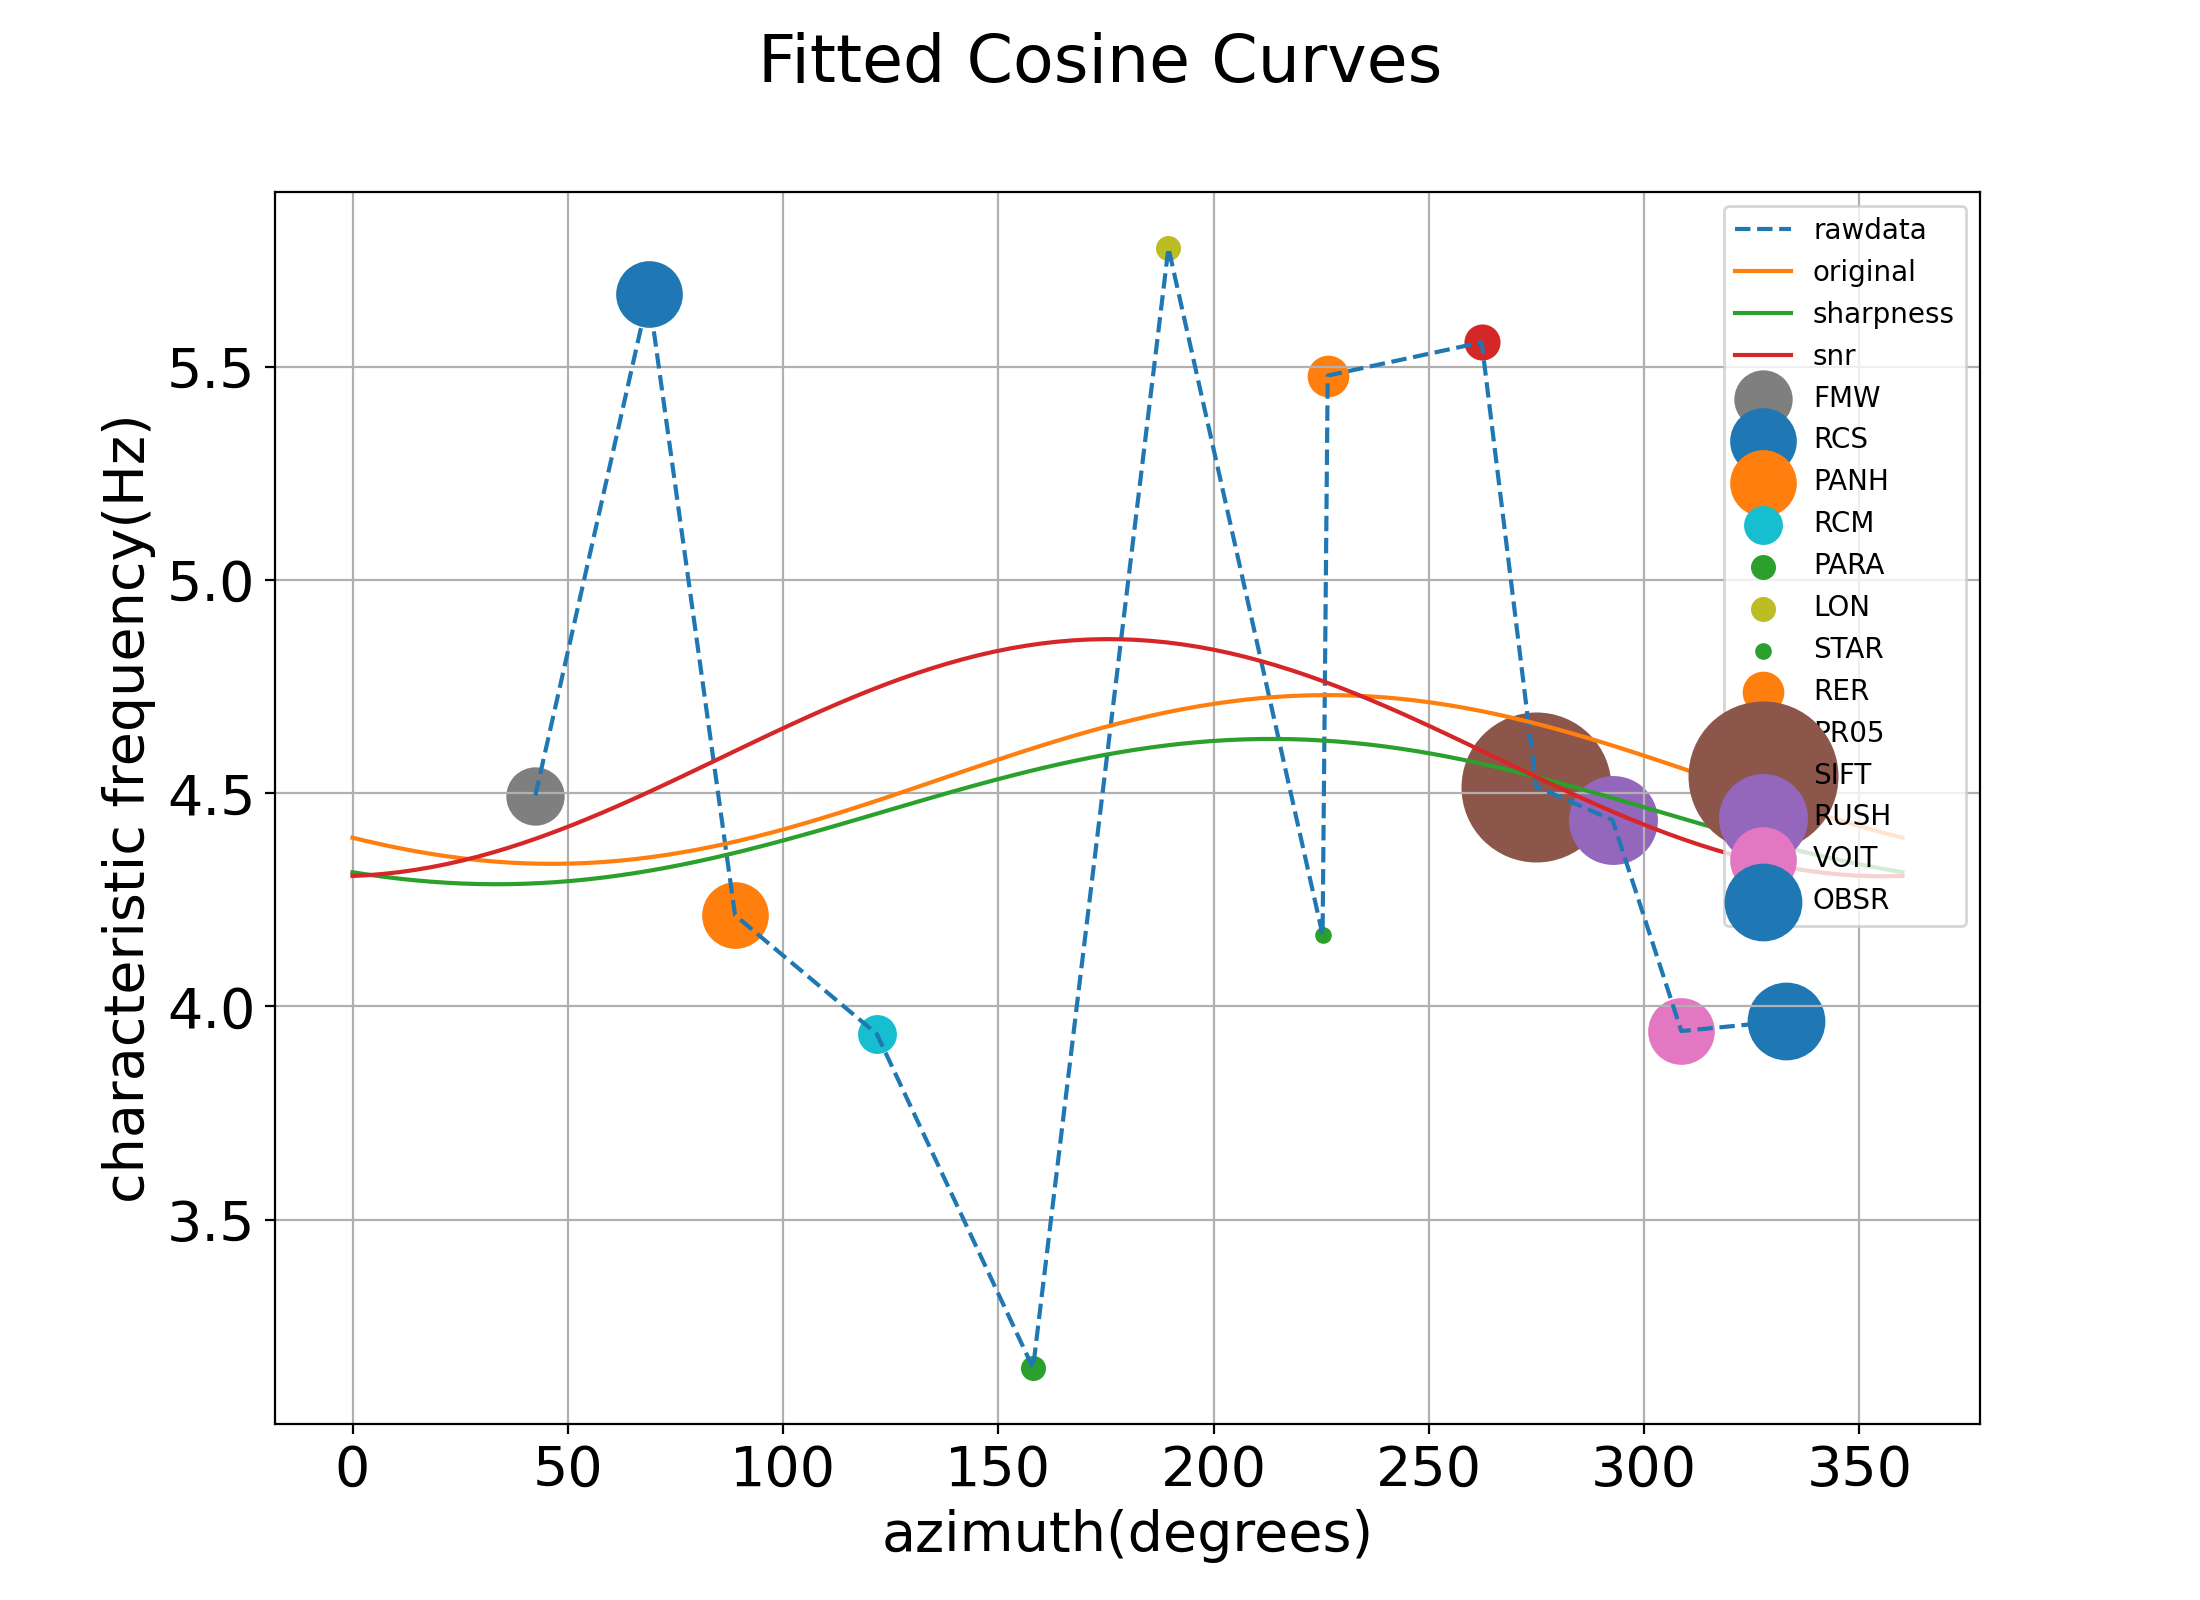 Fitted Cosine Curves
characteristic frequency(Hz)
5.5
5.0
4.5
4.0
3.5
rawdata
original
sharpness
snr
FMW
RCS
PANH
RCM
PARA
LON
STAR
RER
PR05
SIFT
RUSH
VOIT
OBSR
0 50 100 150 200 250 300 350
azimuth(degrees)